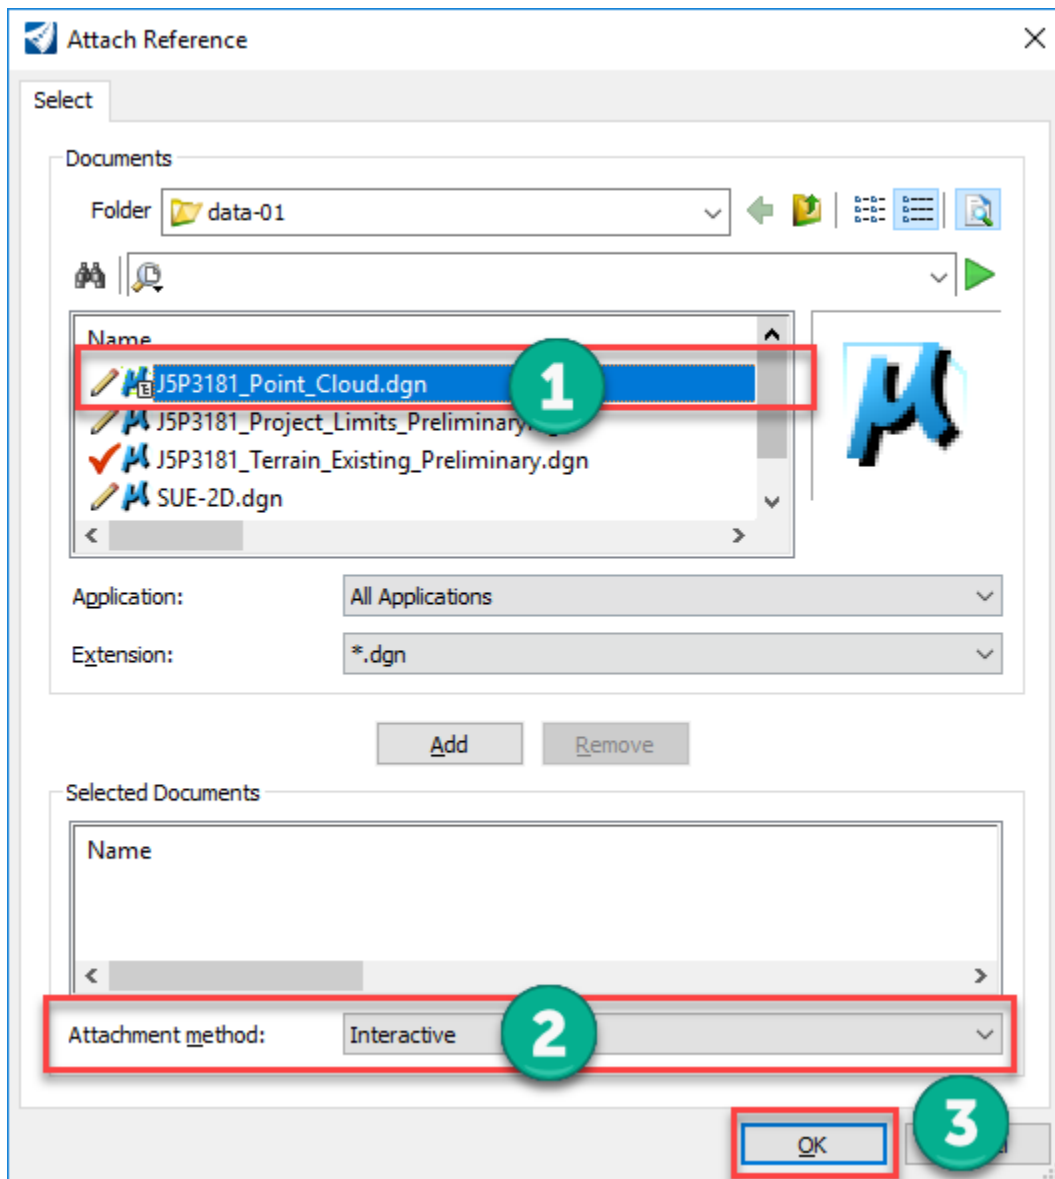 Attach Reference
Select
Documents
Folder data-01
Name
J5P3181_Point_Cloud.dgn
1
J5P3181_Project_Limits_Preliminary.dgn
J5P3181_Terrain_Existing_Preliminary.dgn
SUE-2D.dgn
Application: All Applications
Extension: *.dgn
Add Remove
Selected Documents
Name
Attachment method: Interactive
2
OK
3